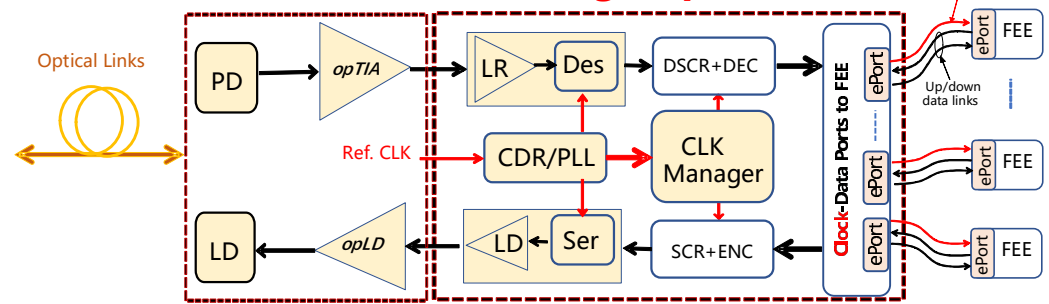 Optical Links
PD
opTIA
LR
Des
DSCR+DEC
Ref. CLK
CDR/PLL
CLK
Manager
LD
opLD
LD
Ser
SCR+ENC
Clock-Data Ports to FEE
ePort
ePort
ePort
Up/down
data links
ePort
FEE
ePort
FEE
ePort
FEE